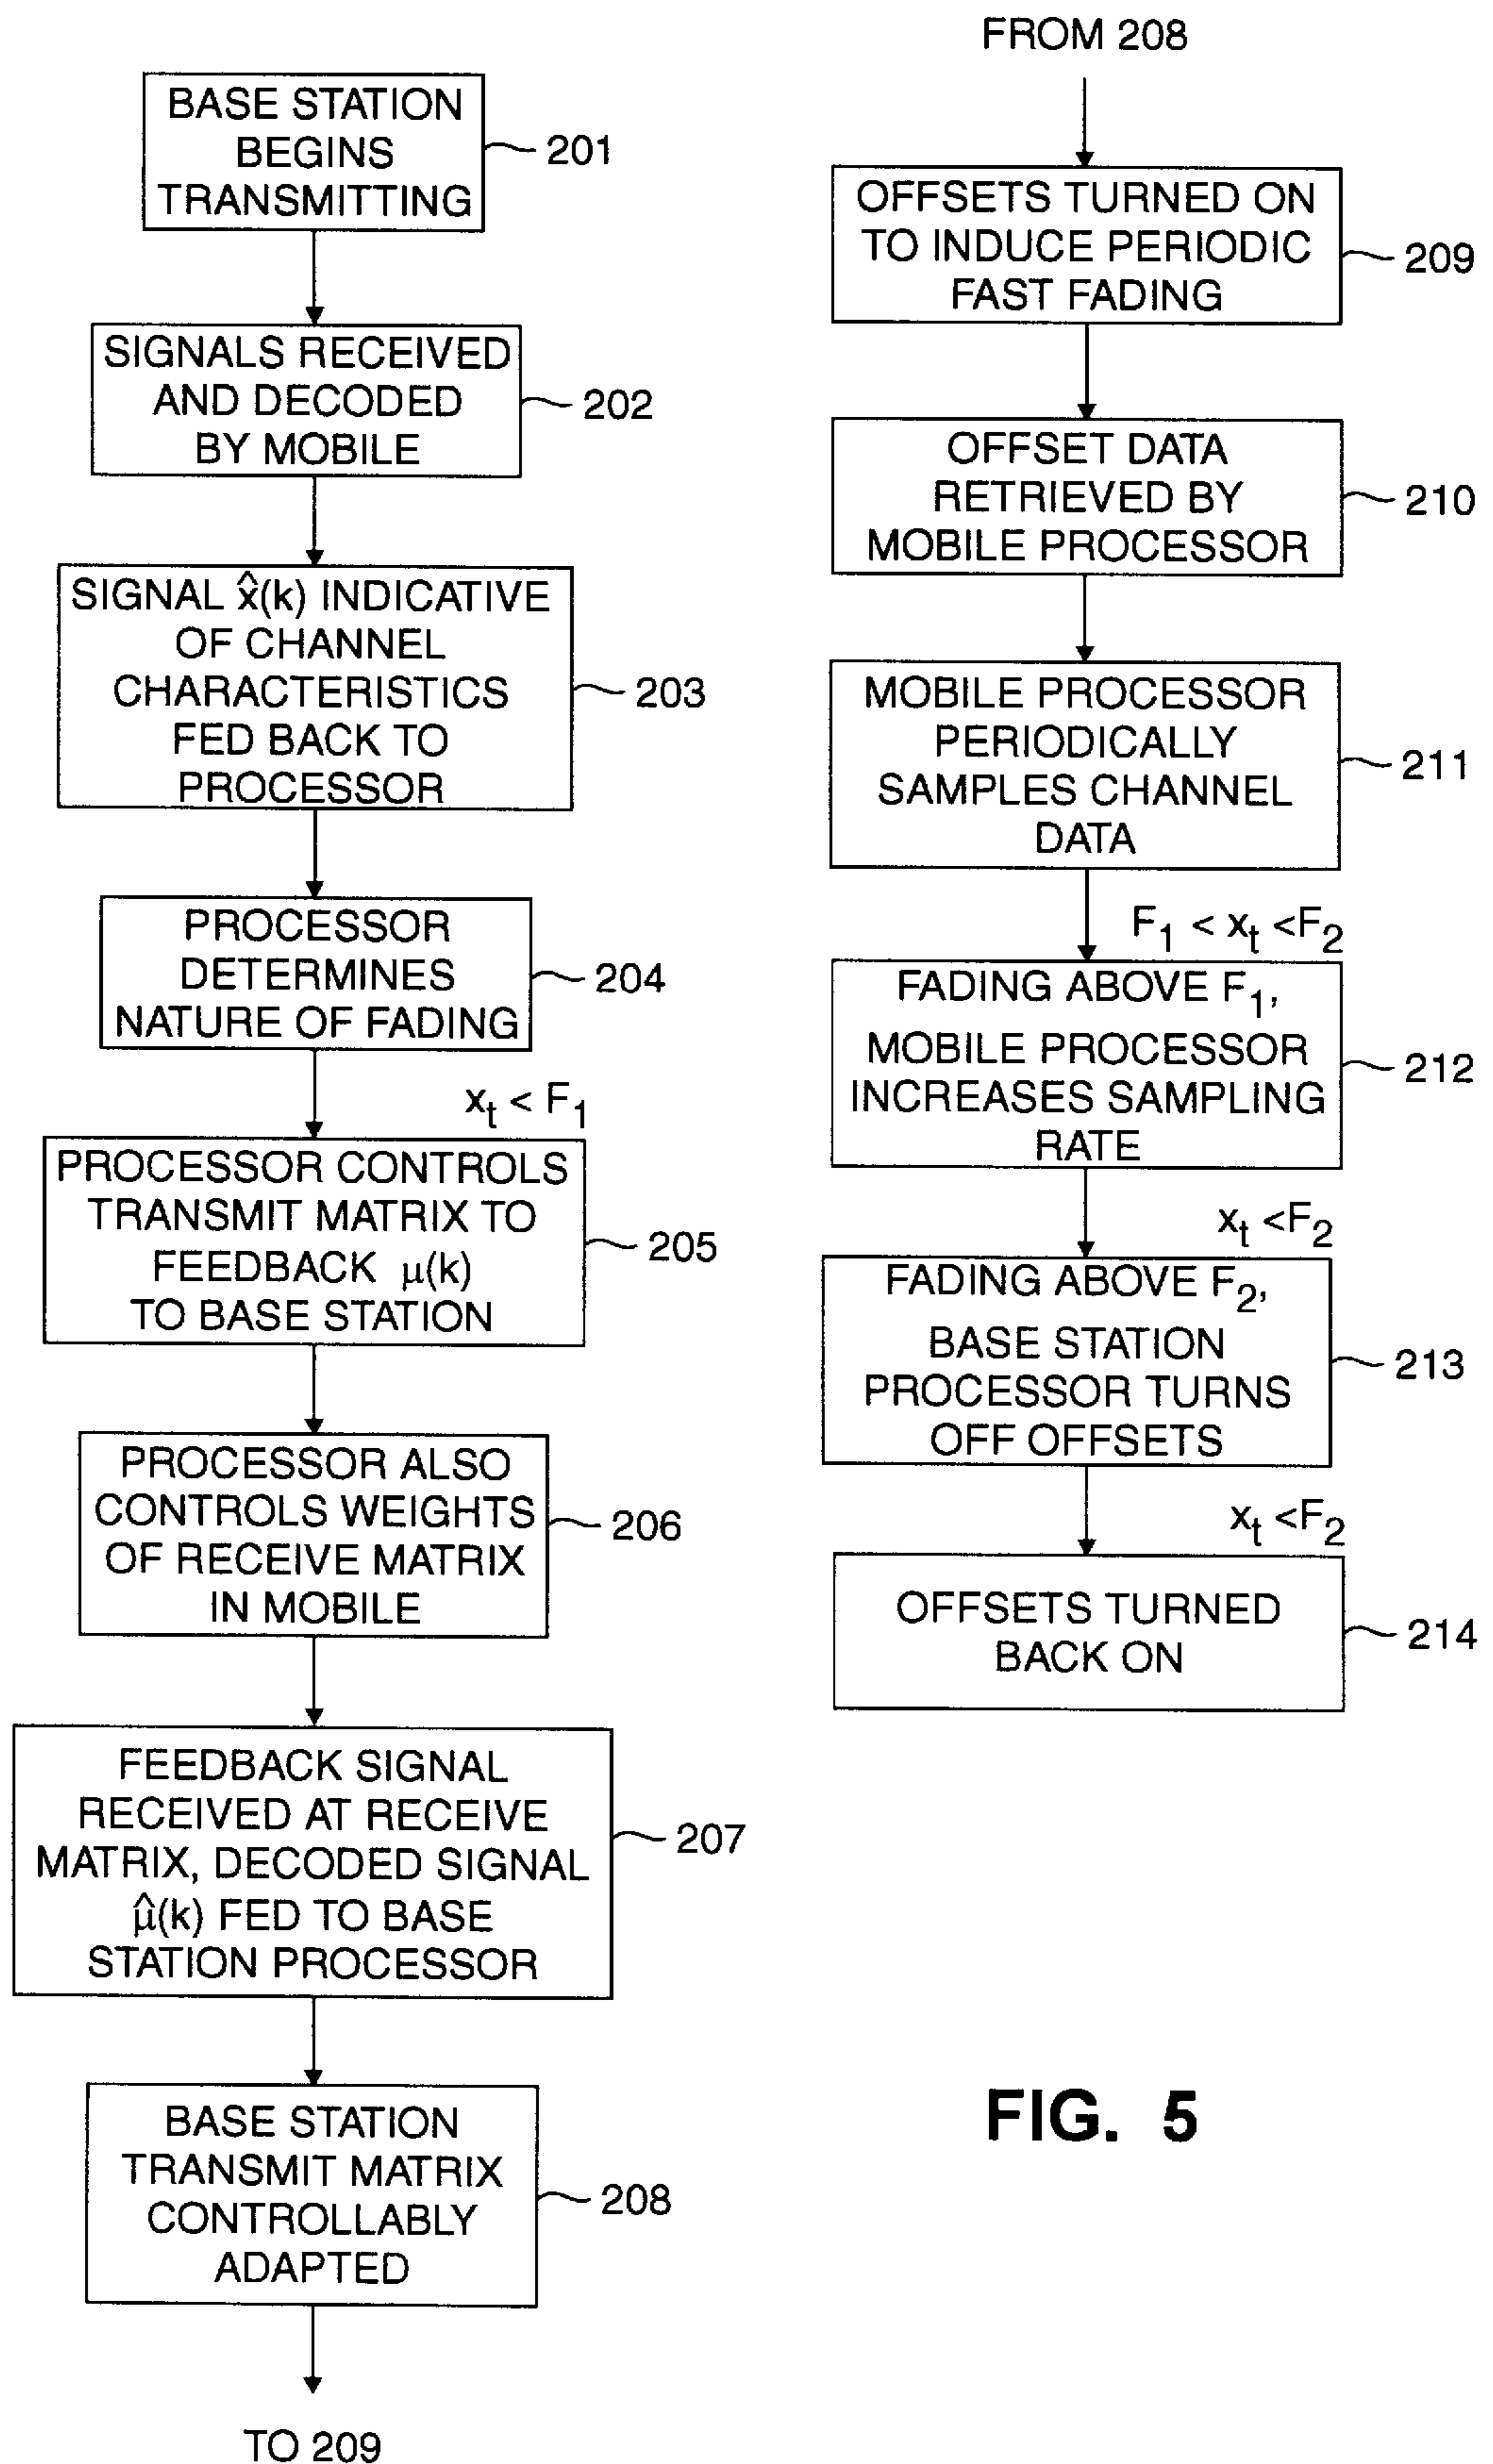 BASE STATION
BEGINS
TRANSMITTING
201
SIGNALS RECEIVED
AND DECODED
BY MOBILE
202
SIGNAL x̂(k) INDICATIVE
OF CHANNEL
CHARACTERISTICS
FED BACK TO
PROCESSOR
203
PROCESSOR
DETERMINES
NATURE OF FADING
204
xₜ < F₁
PROCESSOR CONTROLS
TRANSMIT MATRIX TO
FEEDBACK μ(k)
TO BASE STATION
205
PROCESSOR ALSO
CONTROLS WEIGHTS
OF RECEIVE MATRIX
IN MOBILE
206
FEEDBACK SIGNAL
RECEIVED AT RECEIVE
MATRIX, DECODED SIGNAL
μ̂(k) FED TO BASE
STATION PROCESSOR
207
BASE STATION
TRANSMIT MATRIX
CONTROLLABLY
ADAPTED
208
TO 209
FROM 208
OFFSETS TURNED ON
TO INDUCE PERIODIC
FAST FADING
209
OFFSET DATA
RETRIEVED BY
MOBILE PROCESSOR
210
MOBILE PROCESSOR
PERIODICALLY
SAMPLES CHANNEL
DATA
211
F₁ < xₜ <F₂
FADING ABOVE F₁,
MOBILE PROCESSOR
INCREASES SAMPLING
RATE
212
xₜ <F₂
FADING ABOVE F₂,
BASE STATION
PROCESSOR TURNS
OFF OFFSETS
213
xₜ <F₂
OFFSETS TURNED
BACK ON
214
FIG. 5